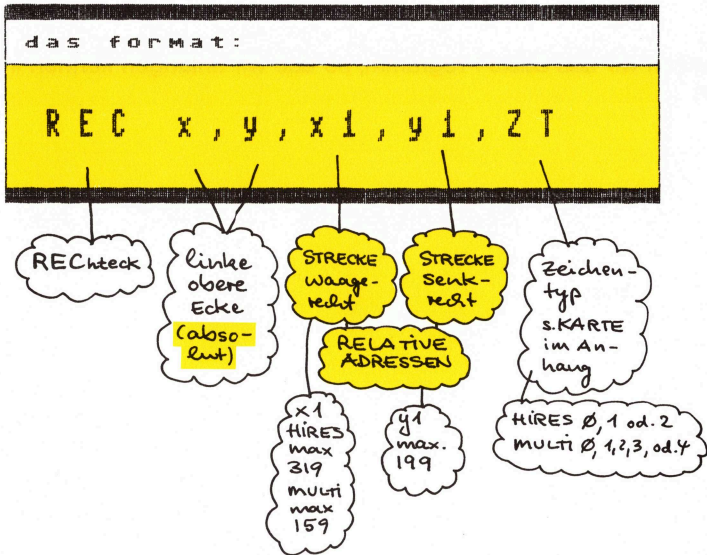 das format:
REC x,y,x1,y1,ZT
REChteck
linke
obere
Ecke
(abso-
lut)
STRECKE
waage-
recht
STRECKE
senk-
recht
RELATIVE
ADRESSEN
Zeichen-
typ
s.KARTE
im An-
hang
x1
HIRES
max
319
MULTI
max
159
y1
max.
199
HIRES Ø, 1 od. 2
MULTI Ø, 1,2,3, od.4